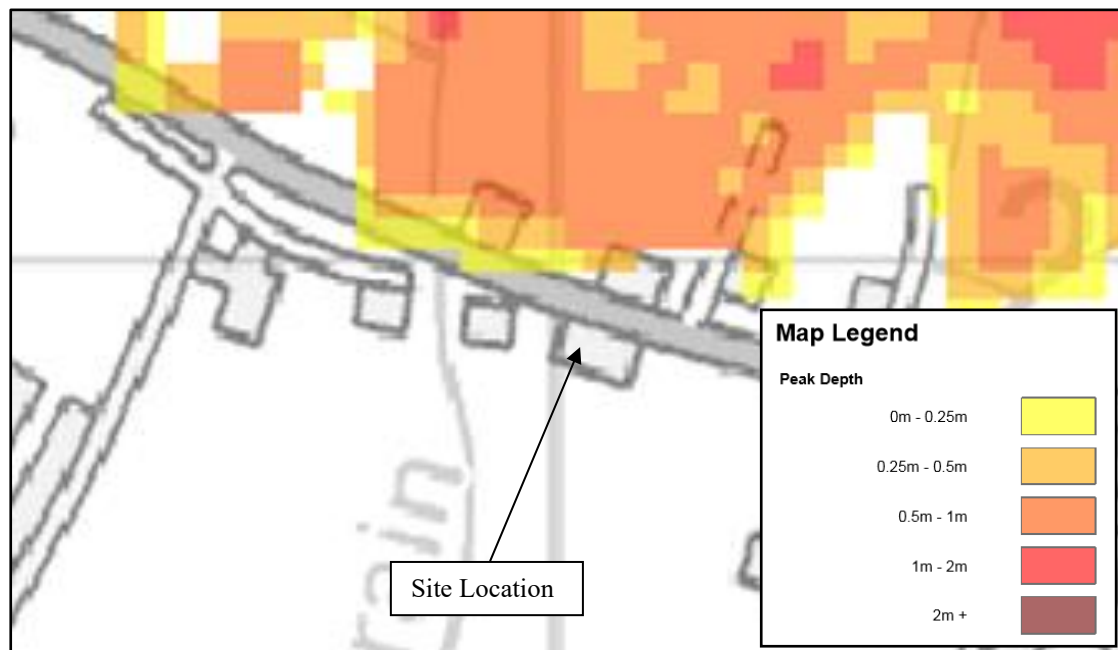 Map Legend
Peak Depth
0m - 0.25m
0.25m - 0.5m
0.5m - 1m
1m - 2m
2m +
Site Location
rain